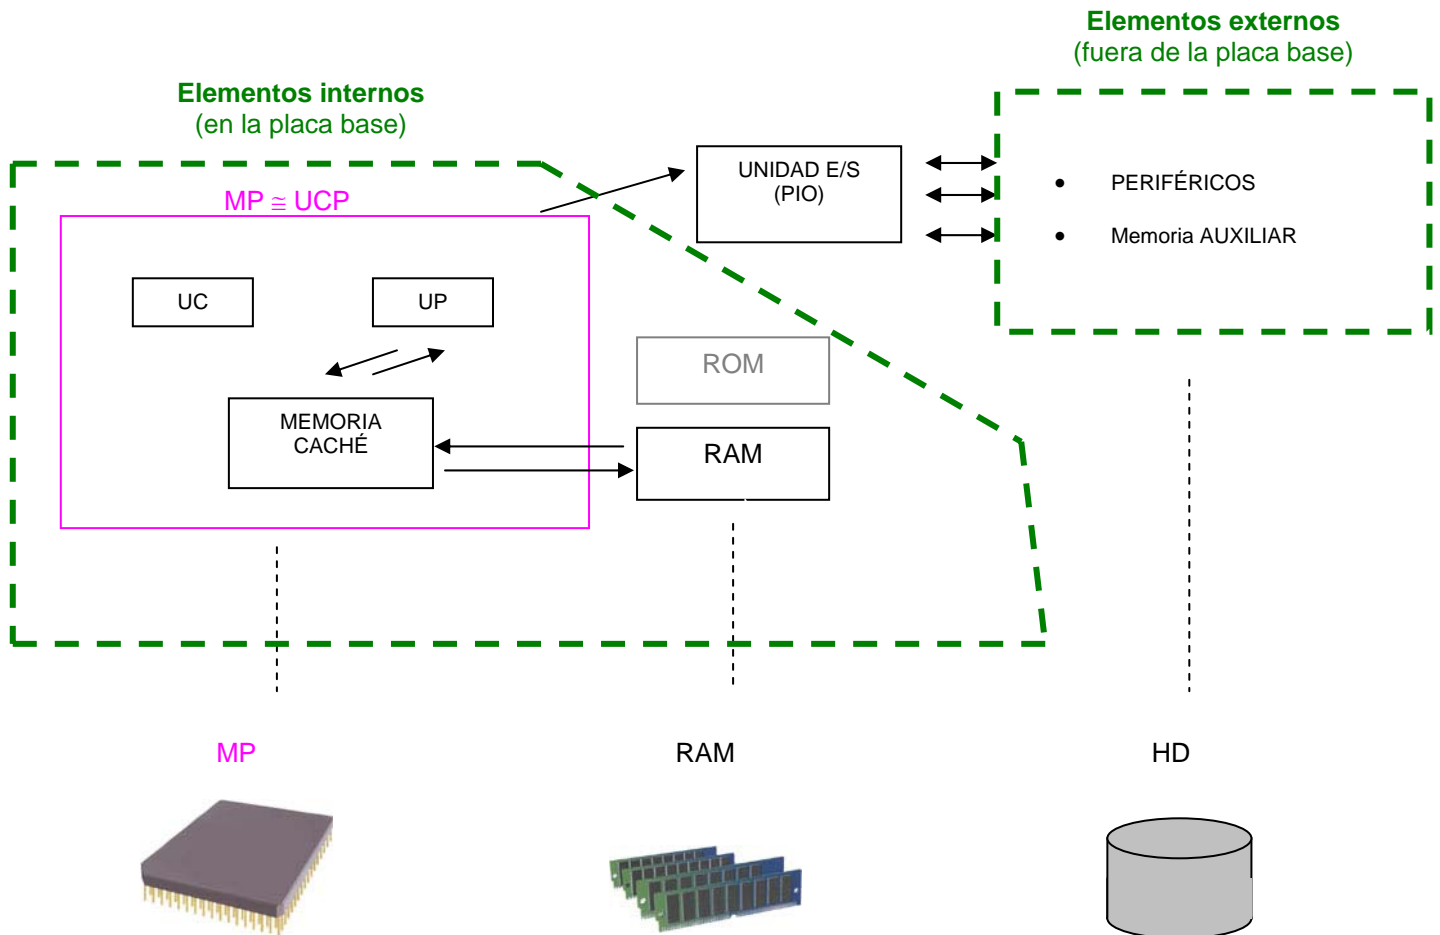 Elementos externos
(fuera de la placa base)
Elementos internos
(en la placa base)
UNIDAD E/S
(PIO)
• PERIFÉRICOS
• Memoria AUXILIAR
MP ≅ UCP
UC
UP
ROM
MEMORIA
CACHÉ
RAM
MP
RAM
HD